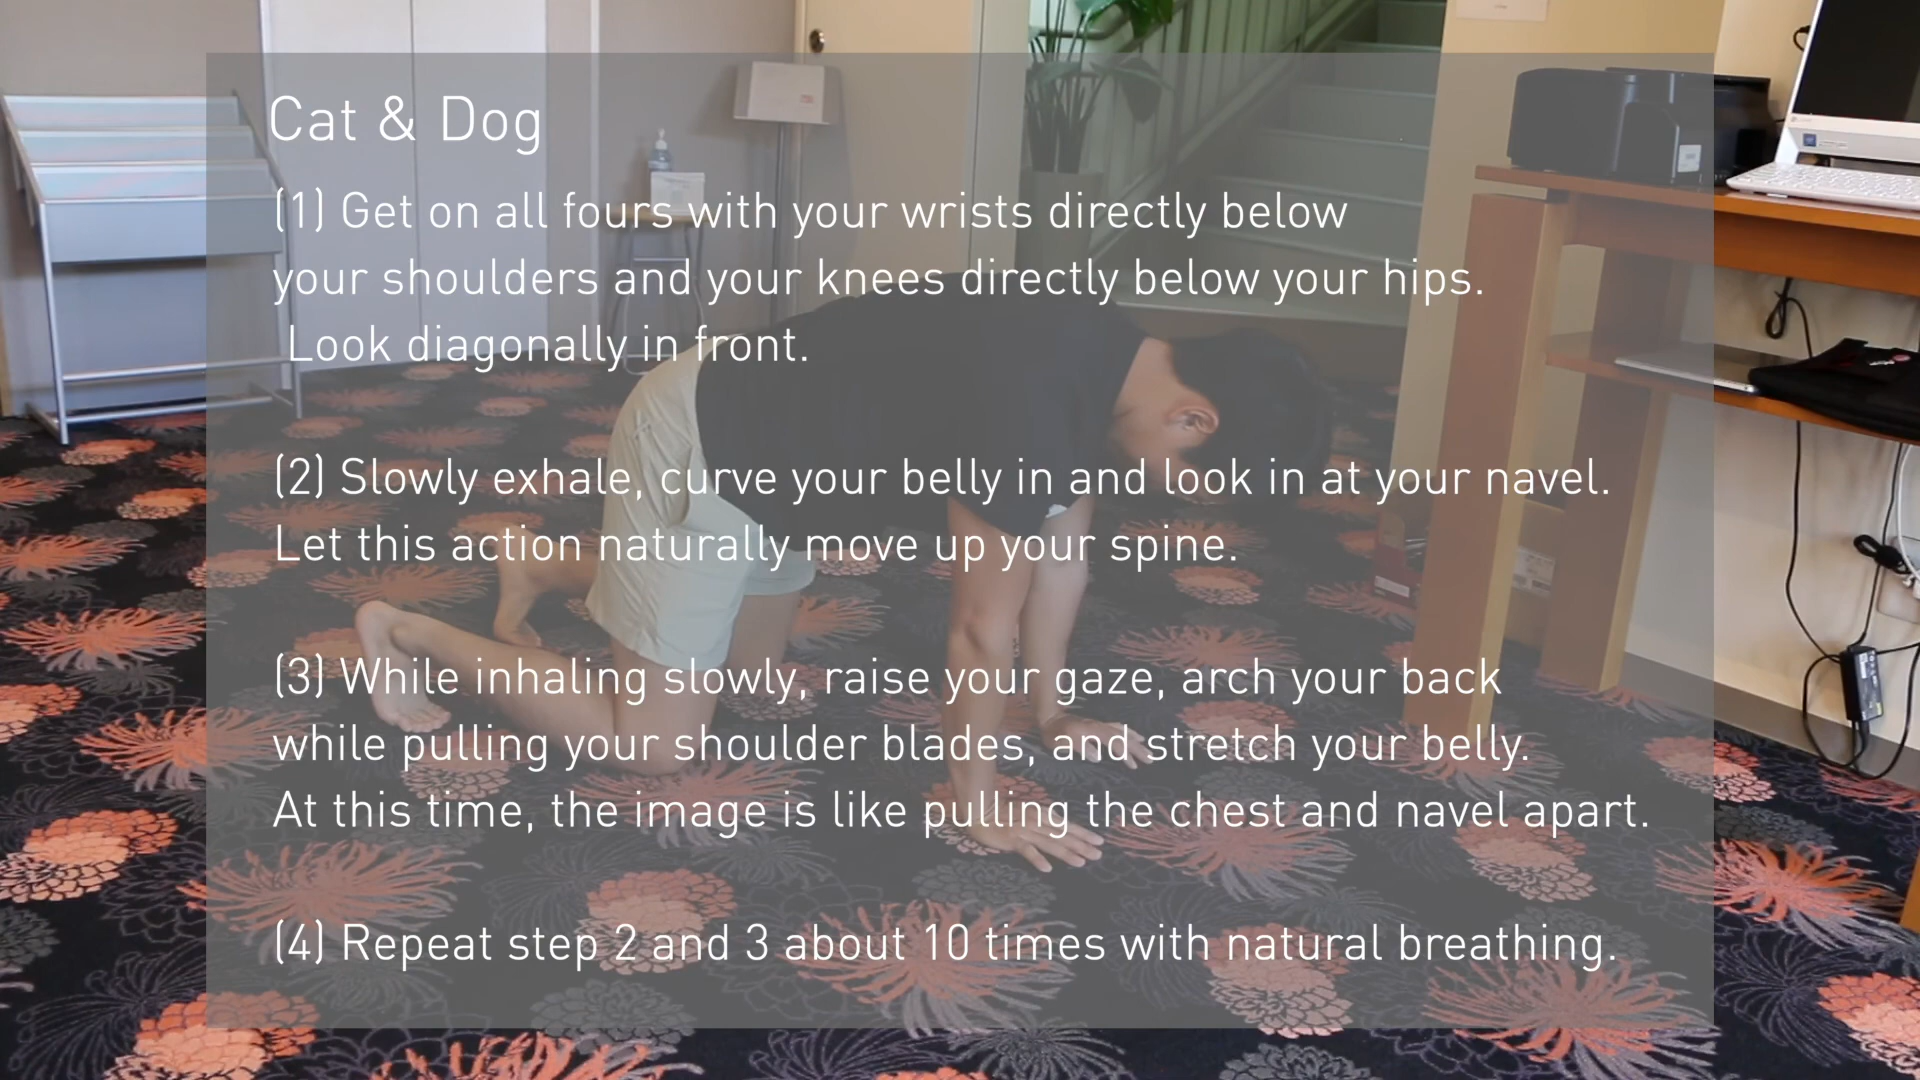 Cat & Dog
(1) Get on all fours with your wrists directly below
your shoulders and your knees directly below your hips.
Look diagonally in front.
(2) Slowly exhale, curve your belly in and look in at your navel.
Let this action naturally move up your spine.
(3) While inhaling slowly, raise your gaze, arch your back
while pulling your shoulder blades, and stretch your belly.
At this time, the image is like pulling the chest and navel apart.
(4) Repeat step 2 and 3 about 10 times with natural breathing.